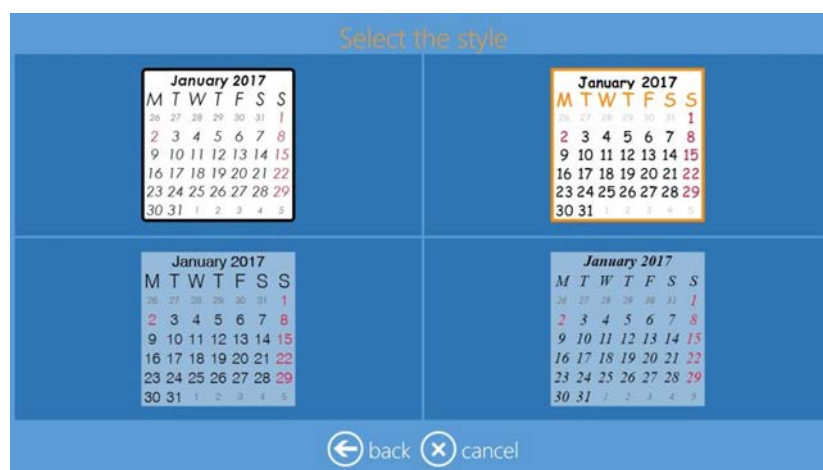 Select the style
January 2017
M T W T F S S
26 27 28 29 30 31 1
2 3 4 5 6 7 8
9 10 11 12 13 14 15
16 17 18 19 20 21 22
23 24 25 26 27 28 29
30 31 1 2 3 4 5
January 2017
M T W T F S S
26 27 28 29 30 31 1
2 3 4 5 6 7 8
9 10 11 12 13 14 15
16 17 18 19 20 21 22
23 24 25 26 27 28 29
30 31 1 2 3 4 5
January 2017
M T W T F S S
26 27 28 29 30 31 1
2 3 4 5 6 7 8
9 10 11 12 13 14 15
16 17 18 19 20 21 22
23 24 25 26 27 28 29
30 31 1 2 3 4 5
January 2017
M T W T F S S
26 27 28 29 30 31 1
2 3 4 5 6 7 8
9 10 11 12 13 14 15
16 17 18 19 20 21 22
23 24 25 26 27 28 29
30 31 1 2 3 4 5
back cancel